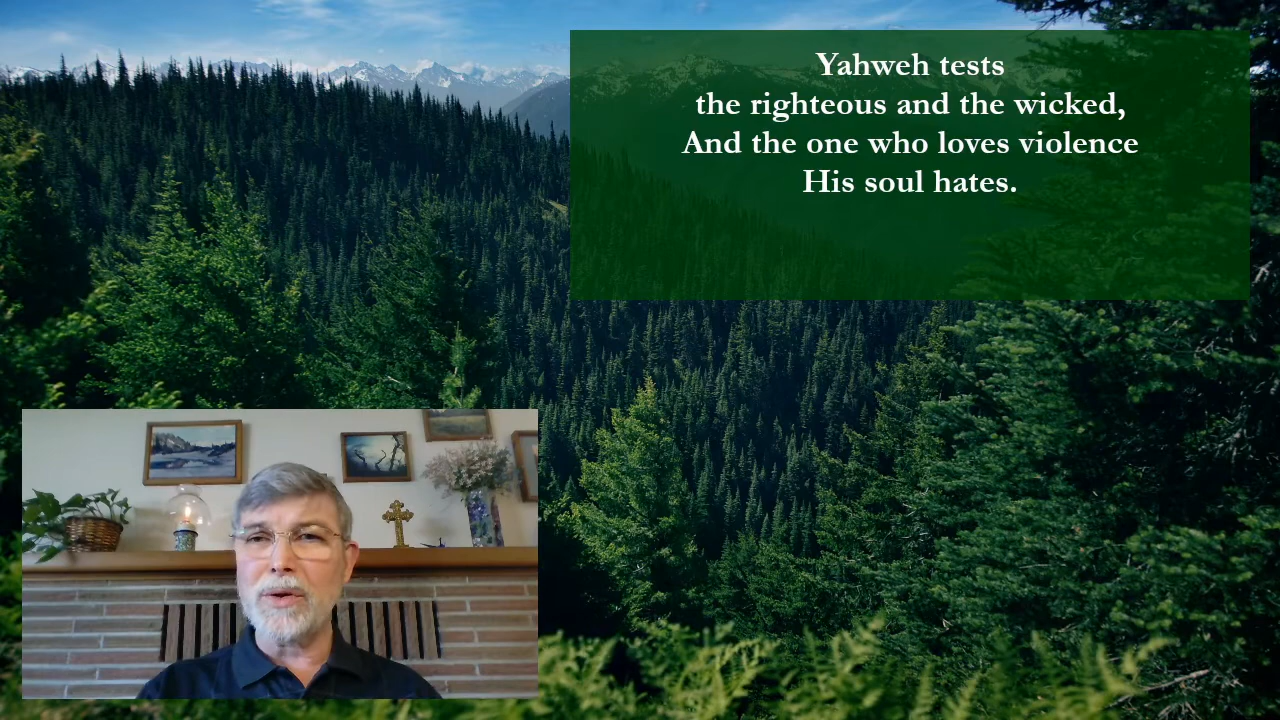 Yahweh tests
the righteous and the wicked,
And the one who loves violence
His soul hates.